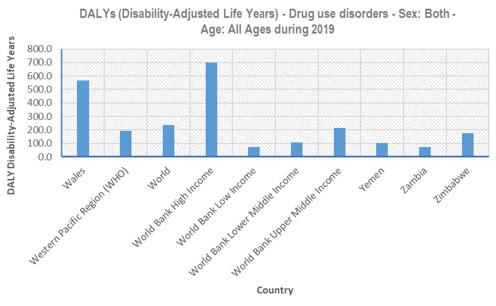 DALYs (Disability-Adjusted Life Years) - Drug use disorders - Sex: Both -
Age: All Ages during 2019
DALY Disability-Adjusted Life Years
800.0
700.0
600.0
500.0
400.0
300.0
200.0
100.0
0.0
Wales
Western Pacific Region (WHO)
World
World Bank High Income
World Bank Low Income
World Bank Lower Middle Income
World Bank Upper Middle Income
Yemen
Zambia
Zimbabwe
Country